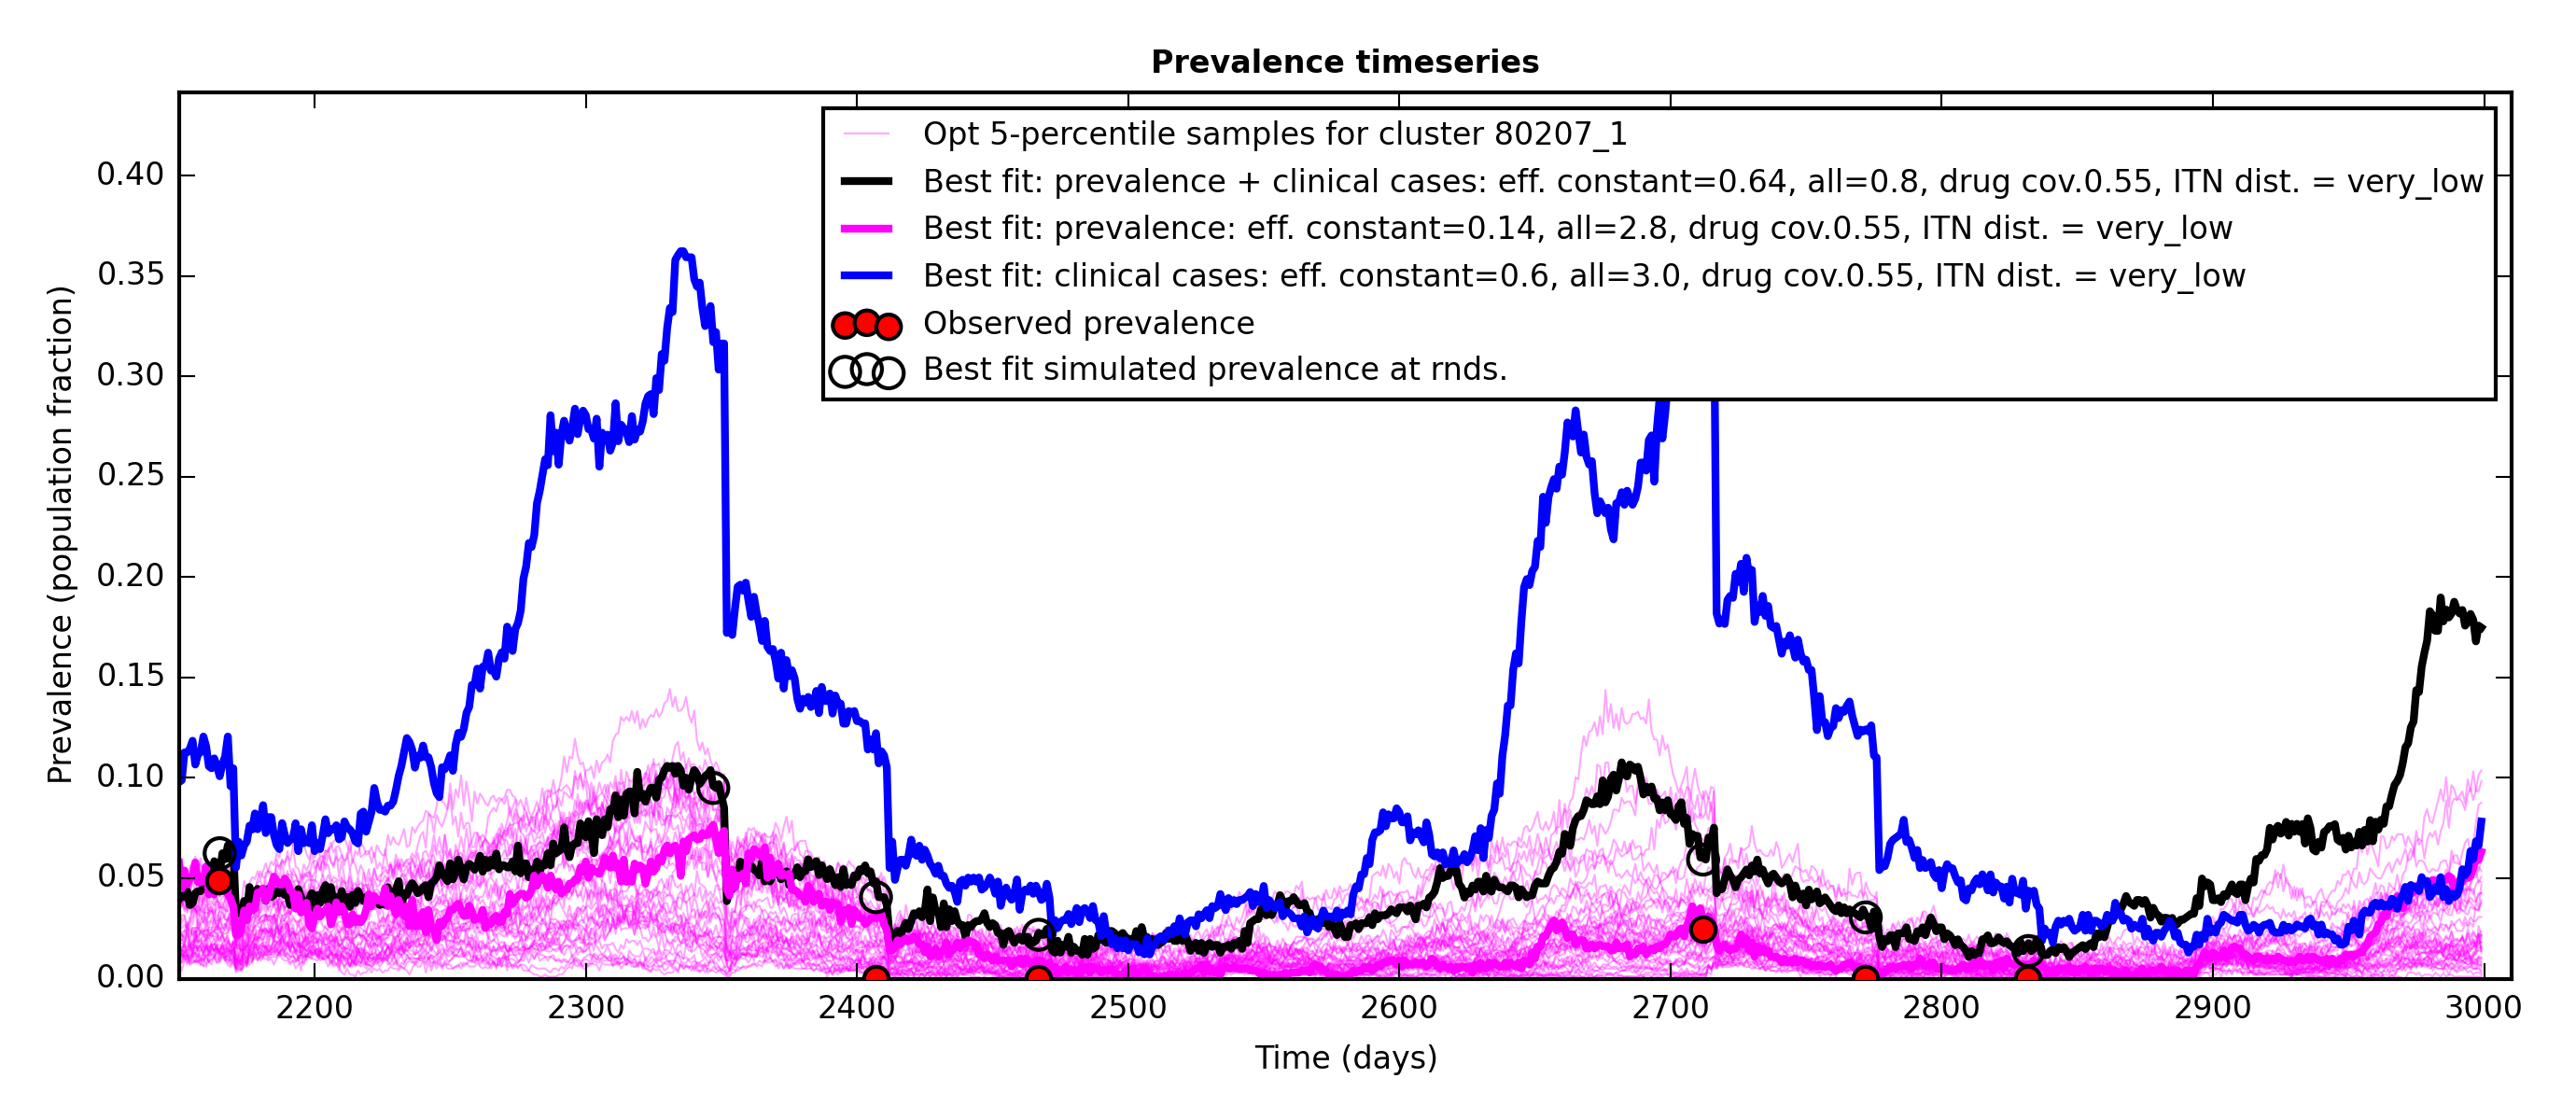 Prevalence timeseries
Opt 5-percentile samples for cluster 80207_1
Best fit: prevalence + clinical cases: eff. constant=0.64, all=0.8, drug cov.0.55, ITN dist. = very_low
Best fit: prevalence: eff. constant=0.14, all=2.8, drug cov.0.55, ITN dist. = very_low
Best fit: clinical cases: eff. constant=0.6, all=3.0, drug cov.0.55, ITN dist. = very_low
Observed prevalence
Best fit simulated prevalence at rnds.
Prevalence (population fraction)
0.40
0.35
0.30
0.25
0.20
0.15
0.10
0.05
0.00
2200 2300 2400 2500 2600 2700 2800 2900 3000
Time (days)